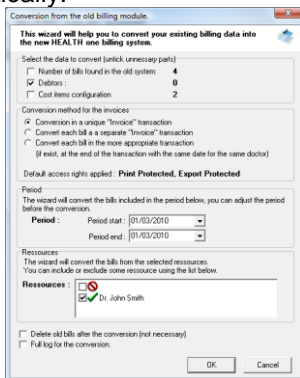 ically.
Conversion from the old billing module.
This wizard will help you to convert your existing billing data into
the new HEALTH one billing system.
Select the data to convert (untick unnessary parts)
Number of bills found in the old system: 4
Debtors : 0
Cost items configuration 2
Conversion method for the invoices
Conversion in a unique "Invoice" transaction
Convert each bill a a separate "Invoice" transaction
Convert each bill in the more appropriate transaction
(if exist, at the end of the transaction with the same date for the same doctor)
Default access rights applied : Print Protected, Export Protected
Period
The wizard will convert the bills included in the period below, you can adjust the period
before the conversion.
Period : Period start : 01/03/2010
Period end : 01/03/2010
Ressources
The wizard will convert the bills from the selected ressources.
You can include or exclude some ressource using the list below.
Ressources :
Dr. John Smith
Delete old bills after the conversion (not necessary)
Full log for the conversion.
OK Cancel